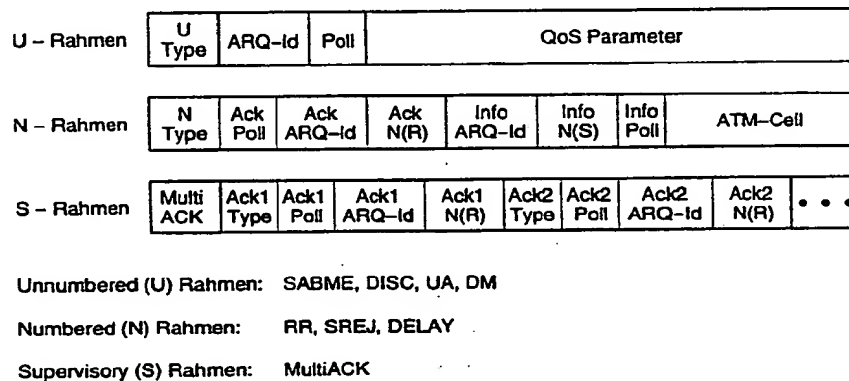 U – Rahmen U Type ARQ–Id Poll QoS Parameter
N – Rahmen N Type Ack Poll Ack ARQ–Id Ack N(R) Info ARQ–Id Info N(S) Info Poll ATM–Cell
S – Rahmen Multi ACK Ack1 Type Ack1 Poll Ack1 ARQ–Id Ack1 N(R) Ack2 Type Ack2 Poll Ack2 ARQ–Id Ack2 N(R) • • •
Unnumbered (U) Rahmen: SABME, DISC, UA, DM
Numbered (N) Rahmen: RR, SREJ, DELAY
Supervisory (S) Rahmen: MultiACK